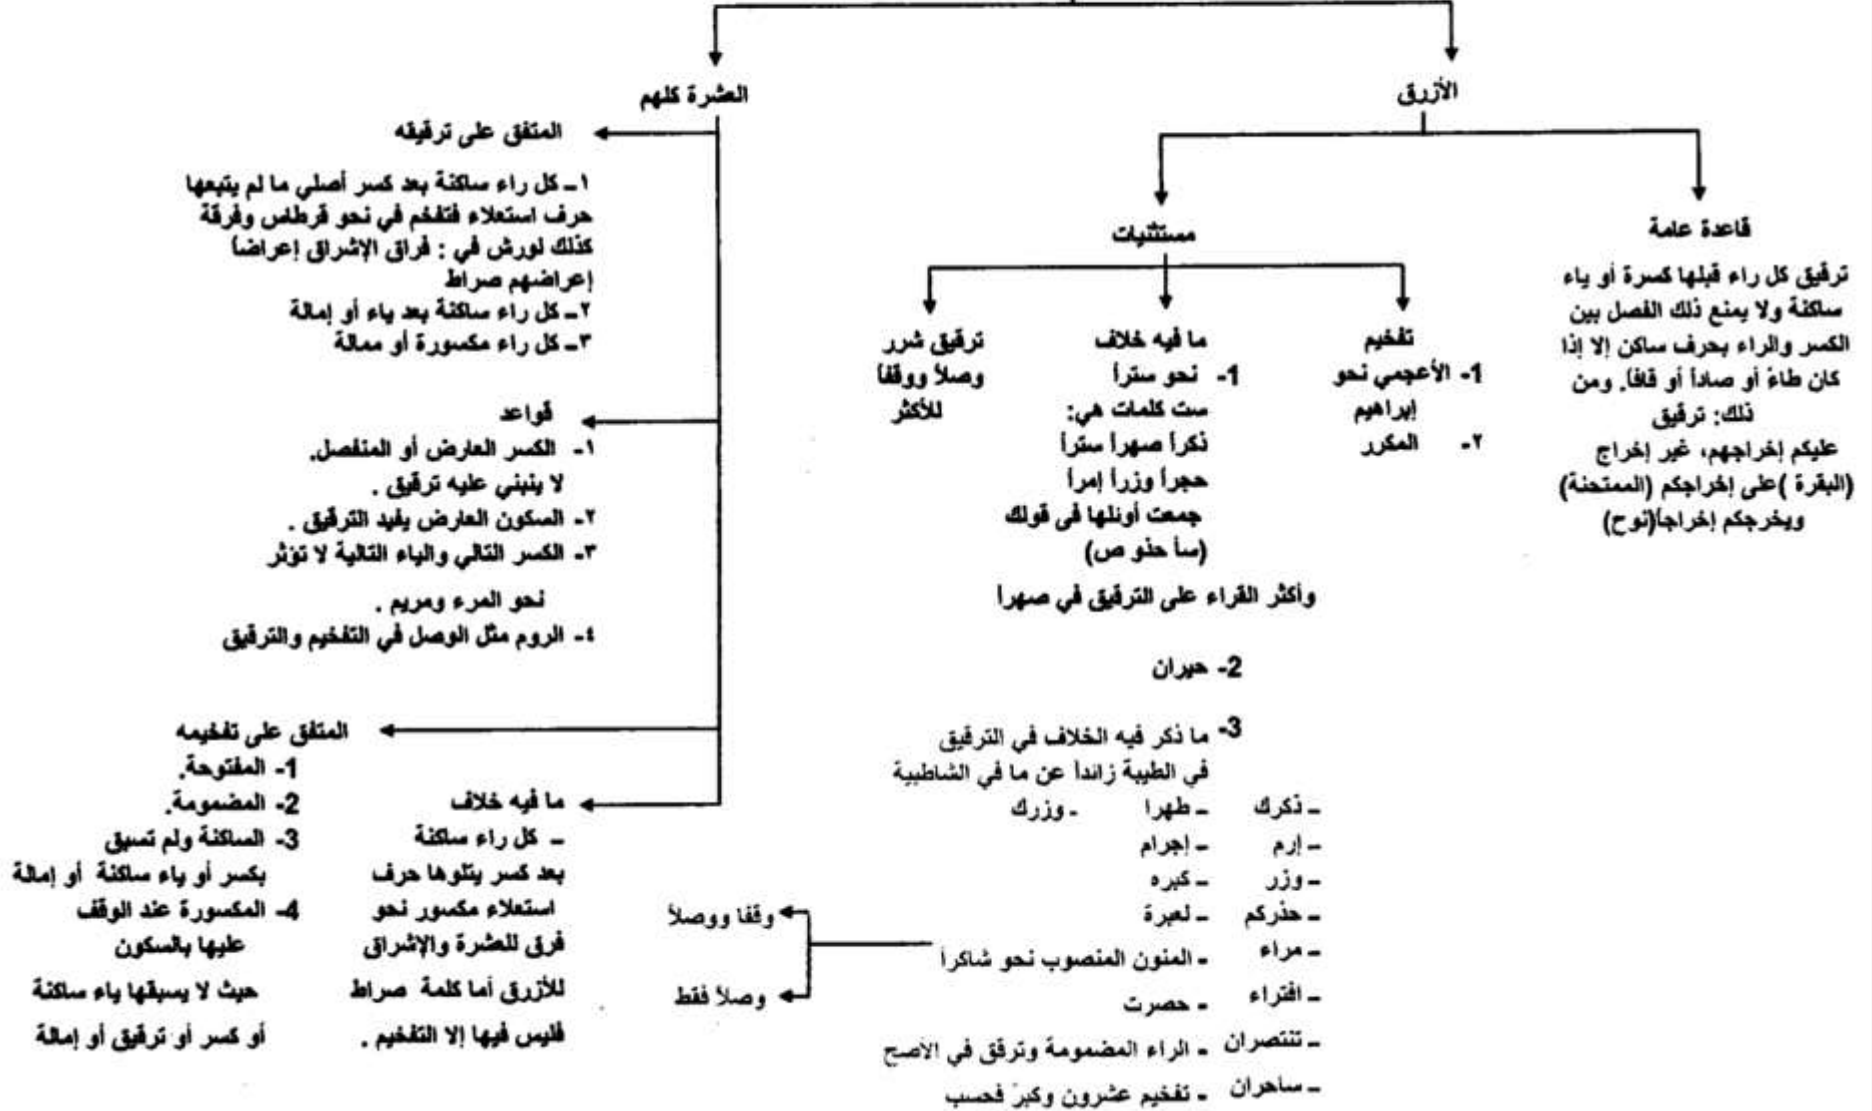 الأزرق
قاعدة عامة
ترقيق كل راء قبلها كسرة أو ياء
ساكنة ولا يمنع ذلك الفصل بين
الكسر والراء بحرف ساكن إلا إذا
كان طاءً أو صاداً أو قافاً. ومن
ذلك: ترقيق
عليكم إخراجهم، غير إخراج
(البقرة )على إخراجكم (الممتحنة)
ويخرجكم إخراجاً(نوح)
مستثنيات
تفخيم
1- الأعجمي نحو
إبراهيم
٢- المكرر
ما فيه خلاف
1- نحو ستراً
ست كلمات هي:
ذكراً صهراً ستراً
حجراً وزراً إمراً
جمعت أوئلها في قولك
(سأ حذو ص)
وأكثر القراء على الترقيق في صهرا
2- حيران
3- ما ذكر فيه الخلاف في الترقيق
في الطيبة زائداً عن ما في الشاطبية
ـ ذكرك ـ طهرا ـ وزرك
ـ إرم ـ إجرام
ـ وزر ـ كبره
ـ حذركم ـ لعبرة
ـ مراء - المنون المنصوب نحو شاكراً
وقفا ووصلاً
وصلاً فقط
ـ افتراء - حصرت
ـ تنتصران - الراء المضمومة وترقق في الأصح
ـ ساحران - تفخيم عشرون وكبرٌ فحسب
ترقيق شرر
وصلاً ووقفاً
للأكثر
العشرة كلهم
المتفق على ترقيقه
١ـ كل راء ساكنة بعد كسر أصلي ما لم يتبعها
حرف استعلاء فتفخم في نحو قرطاس وفرقة
كذلك لورش في : فراق الإشراق إعراضاً
إعراضهم صراط
٢ـ كل راء ساكنة بعد ياء أو إمالة
٣ـ كل راء مكسورة أو ممالة
قواعد
١- الكسر العارض أو المنفصل.
لا ينبني عليه ترقيق .
٢- السكون العارض يفيد الترقيق .
٣- الكسر التالي والياء التالية لا تؤثر
نحو المرء ومريم .
٤- الروم مثل الوصل في التفخيم والترقيق
المتفق على تفخيمه
1- المفتوحة.
2- المضمومة.
3- الساكنة ولم تسبق
بكسر أو ياء ساكنة أو إمالة
4- المكسورة عند الوقف
عليها بالسكون
حيث لا يسبقها ياء ساكنة
أو كسر أو ترقيق أو إمالة
ما فيه خلاف
ـ كل راء ساكنة
بعد كسر يتلوها حرف
استعلاء مكسور نحو
فرق للعشرة والإشراق
للأزرق أما كلمة صراط
فليس فيها إلا التفخيم .